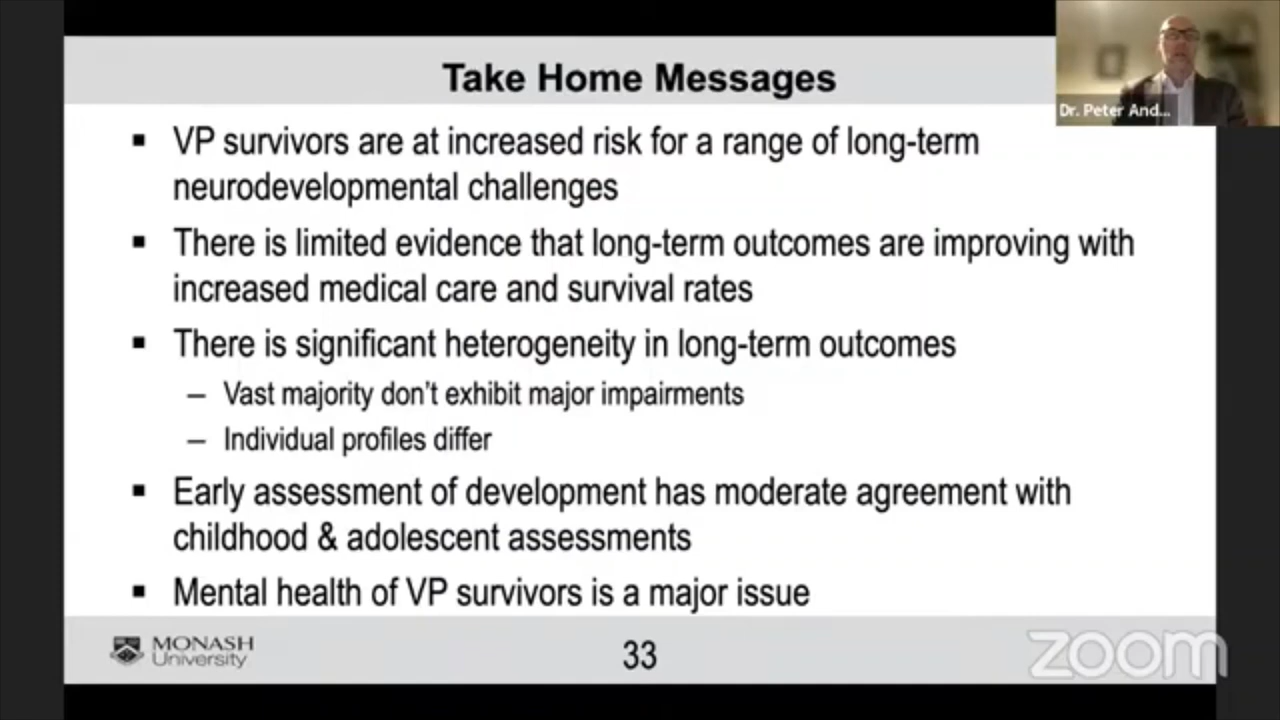 Take Home Messages
Dr. Peter And...
▪ VP survivors are at increased risk for a range of long-term
neurodevelopmental challenges
▪ There is limited evidence that long-term outcomes are improving with
increased medical care and survival rates
▪ There is significant heterogeneity in long-term outcomes
– Vast majority don't exhibit major impairments
– Individual profiles differ
▪ Early assessment of development has moderate agreement with
childhood & adolescent assessments
▪ Mental health of VP survivors is a major issue
MONASH
University
33
zoom